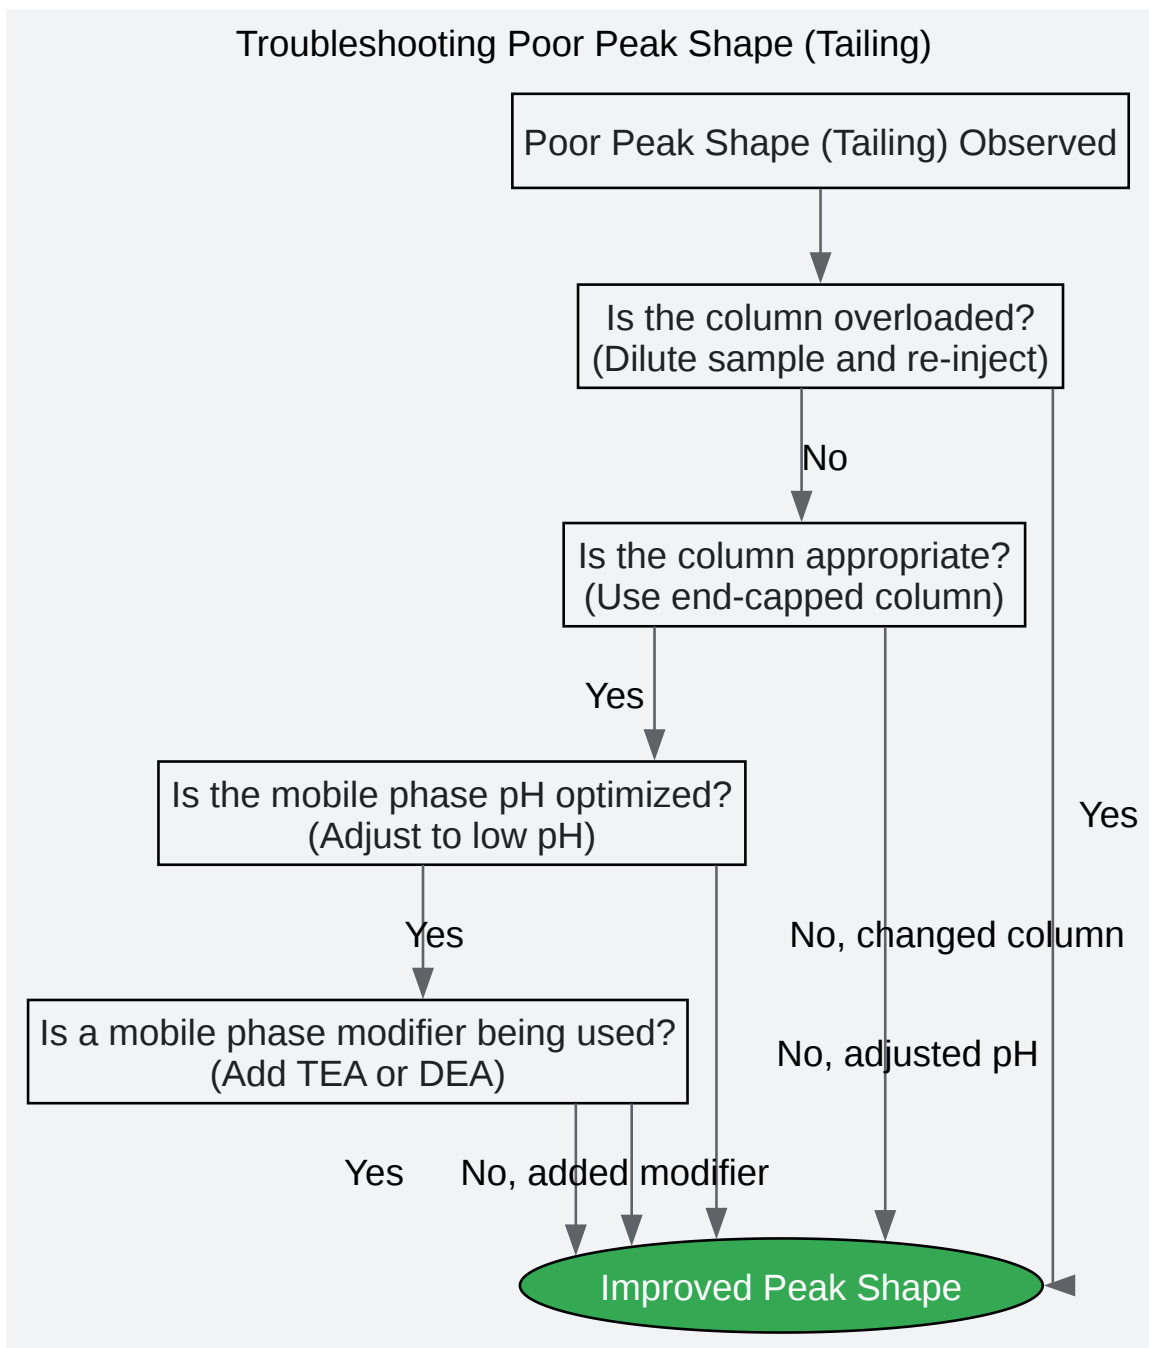 Troubleshooting Poor Peak Shape (Tailing)
Poor Peak Shape (Tailing) Observed
Is the column overloaded?
(Dilute sample and re-inject)
No
Is the column appropriate?
(Use end-capped column)
Yes
Is the mobile phase pH optimized?
(Adjust to low pH)
Yes
Yes
No, changed column
Is a mobile phase modifier being used?
(Add TEA or DEA)
No, adjusted pH
Yes
No, added modifier
Improved Peak Shape